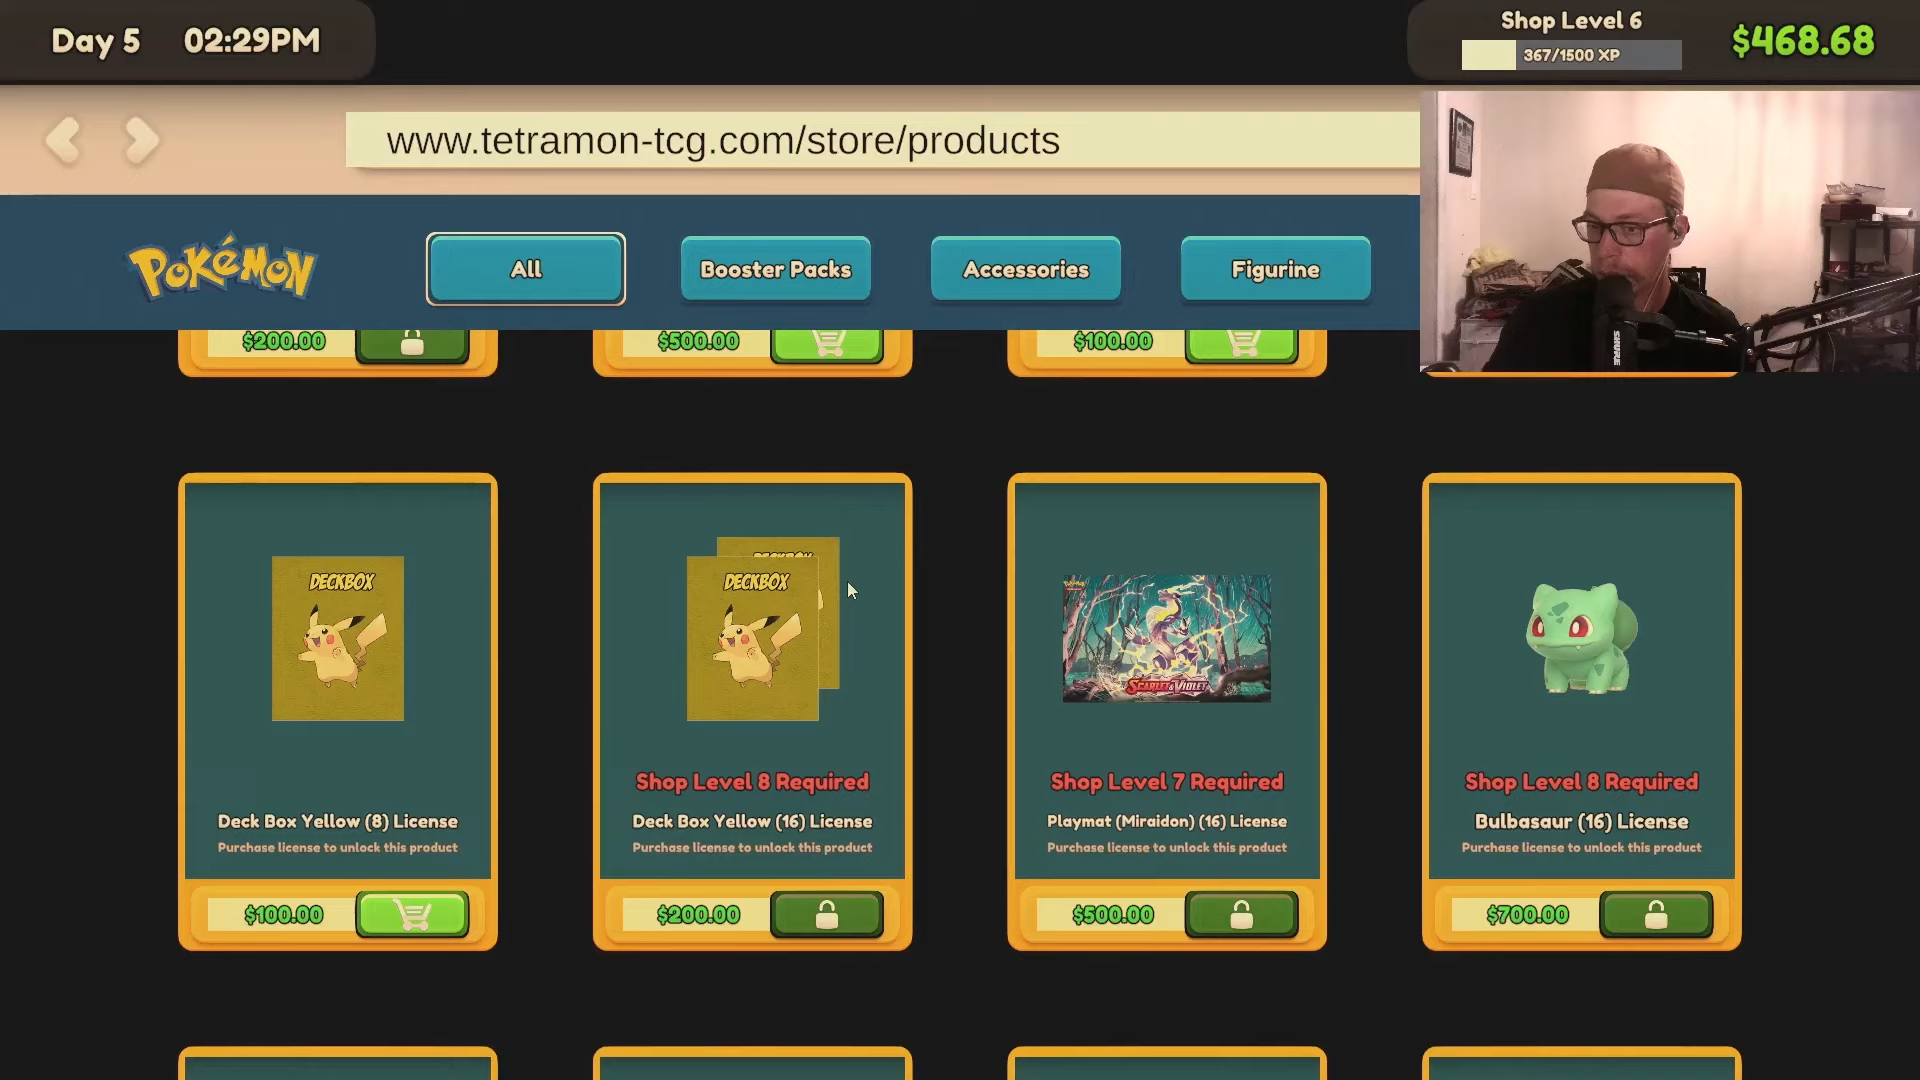 Day 5 02:29PM
Shop Level 6
367/1500 XP
$468.68
www.tetramon-tcg.com/store/products
POKéMON
All
Booster Packs
Accessories
Figurine
$200.00
$500.00
$100.00
SHURE
DECKBOX
Deck Box Yellow (8) License
Purchase license to unlock this product
$100.00
DECKBOX
DECKBOX
Shop Level 8 Required
Deck Box Yellow (16) License
Purchase license to unlock this product
$200.00
SCARLET & VIOLET
Shop Level 7 Required
Playmat (Miraidon) (16) License
Purchase license to unlock this product
$500.00
Shop Level 8 Required
Bulbasaur (16) License
Purchase license to unlock this product
$700.00